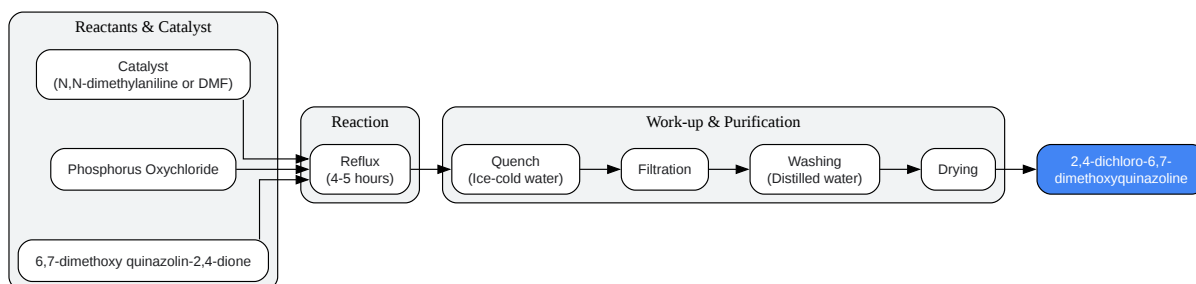 Reactants & Catalyst
Catalyst
(N,N-dimethylaniline or DMF)
Phosphorus Oxychloride
6,7-dimethoxy quinazolin-2,4-dione
Reaction
Reflux
(4-5 hours)
Work-up & Purification
Quench
(Ice-cold water)
Filtration
Washing
(Distilled water)
Drying
2,4-dichloro-6,7-
dimethoxyquinazoline